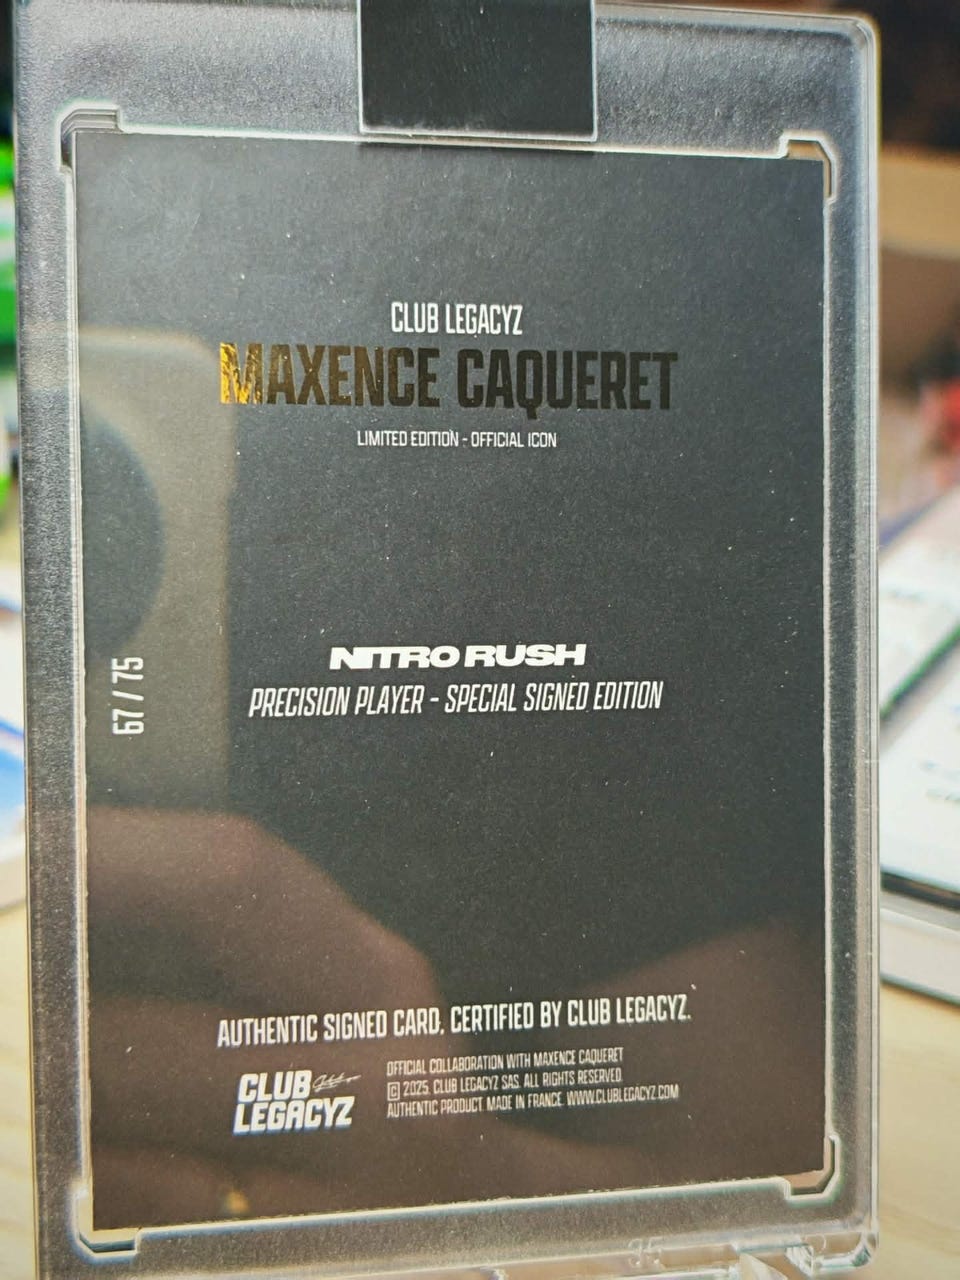 CLUB LEGACYZ
MAXENCE CAQUERET
LIMITED EDITION - OFFICIAL ICON
NITRO RUSH
PRECISION PLAYER - SPECIAL SIGNED EDITION
67 / 75
AUTHENTIC SIGNED CARD, CERTIFIED BY CLUB LEGACYZ.
CLUB
LEGACYZ
OFFICIAL COLLABORATION WITH MAXENCE CAQUERET
© 2025. CLUB LEGACYZ SAS. ALL RIGHTS RESERVED
AUTHENTIC PRODUCT. MADE IN FRANCE. WWW.CLUBLEGACYZ.COM